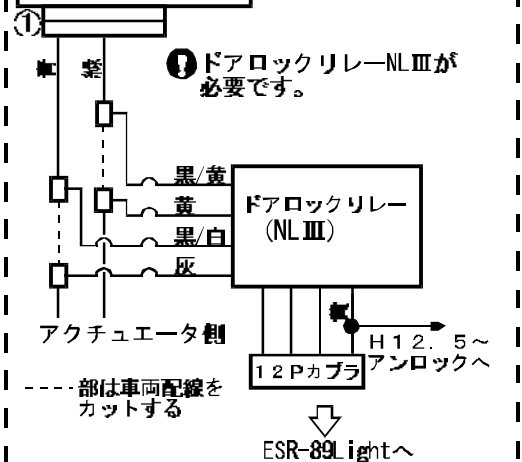 ①
ドアロックリレーNLⅢが
必要です。
黒/黄
黄
黒/白
灰
ドアロックリレー
(NLⅢ)
アクチュエータ側
H12.5~
アンロックへ
12Pカプラ
部は車両配線を
カットする
ESR-89Lightへ